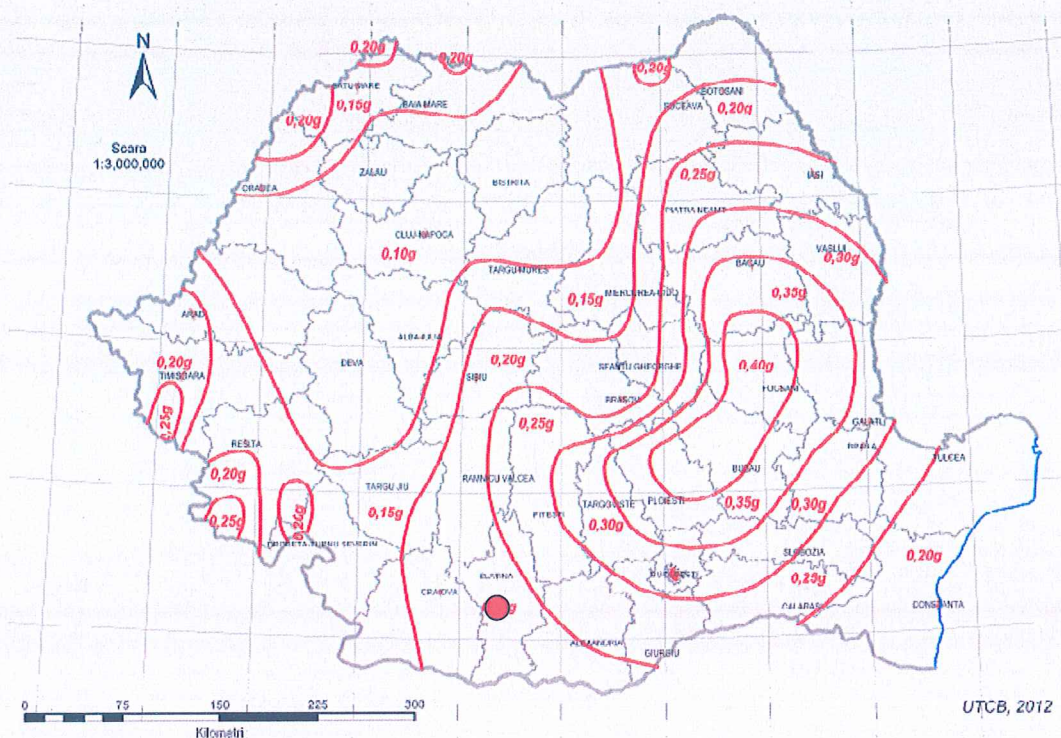 N
0,20g
0,20g
0,20g
SATU MARE
0,15g
BAIA MARE
BOTOSANI
SUCEAVA
0,20g
0,20g
Scara
1:3,000,000
ZALAU
ORADEA
BISTRITA
0,25g
IASI
PIATRA NEAMT
CLUJ-NAPOCA
0.10g
VASLUI
0,30g
TARGU-MURES
BACAU
0,15g
MIERCUREA-CIUC
0,35g
ARAD
ALBA-IULIA
0,20g
TIMISOARA
DEVA
SIBIU
0,20g
SFANTU GHEORGHE
0,40g
FOCSANI
BRASOV
0,25g
0,25g
RESITA
GALATI
BRAILA
TULCEA
0,20g
TARGU JIU
RAMNICU VALCEA
BUZAU
0,25g
0,20g
0,15g
PITESTI
TARGOVISTE
PLOIESTI
0,30g
0,35g
0,30g
DROBETA-TURNU SEVERIN
SLOBOZIA
0,20g
SLATINA
BUCURESTI
0,25g
CRAIOVA
g
CALARASI
CONSTANTA
GIURGIU
0 37,5 75 150 225 300
Kilometri
UTCB, 2012